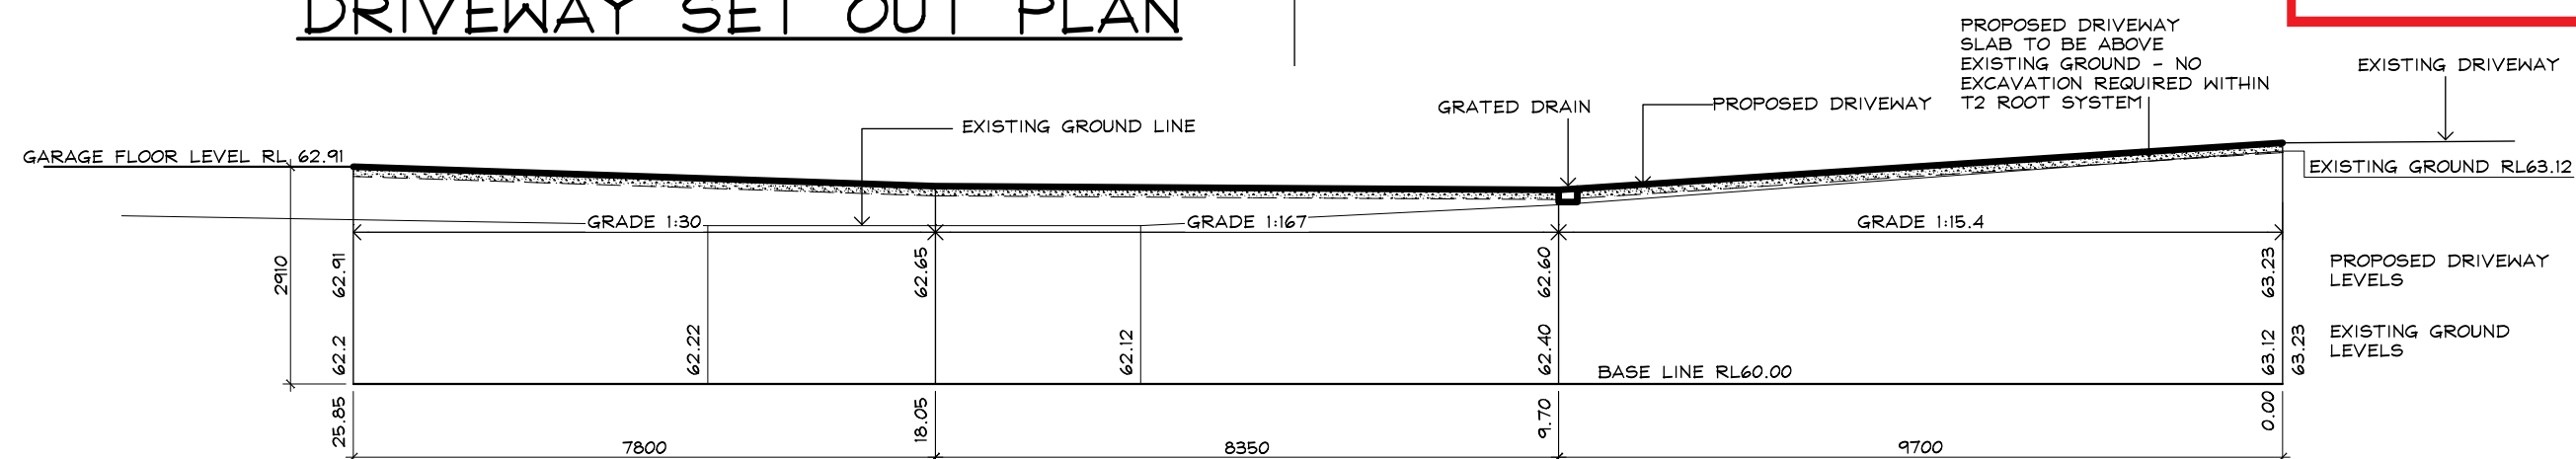 DRIVEWAY SET OUT PLAN
PROPOSED DRIVEWAY
SLAB TO BE ABOVE
EXISTING GROUND - NO
EXCAVATION REQUIRED WITHIN
T2 ROOT SYSTEM
EXISTING DRIVEWAY
GRATED DRAIN
PROPOSED DRIVEWAY
EXISTING GROUND LINE
GARAGE FLOOR LEVEL RL 62.91
EXISTING GROUND RL63.12
GRADE 1:30
GRADE 1:167
GRADE 1:15.4
2910
62.91
62.65
62.60
63.23
PROPOSED DRIVEWAY
LEVELS
62.2
62.22
62.12
62.40
63.12
63.23
EXISTING GROUND
LEVELS
BASE LINE RL60.00
25.85
18.05
9.70
0.00
7800
8350
9700